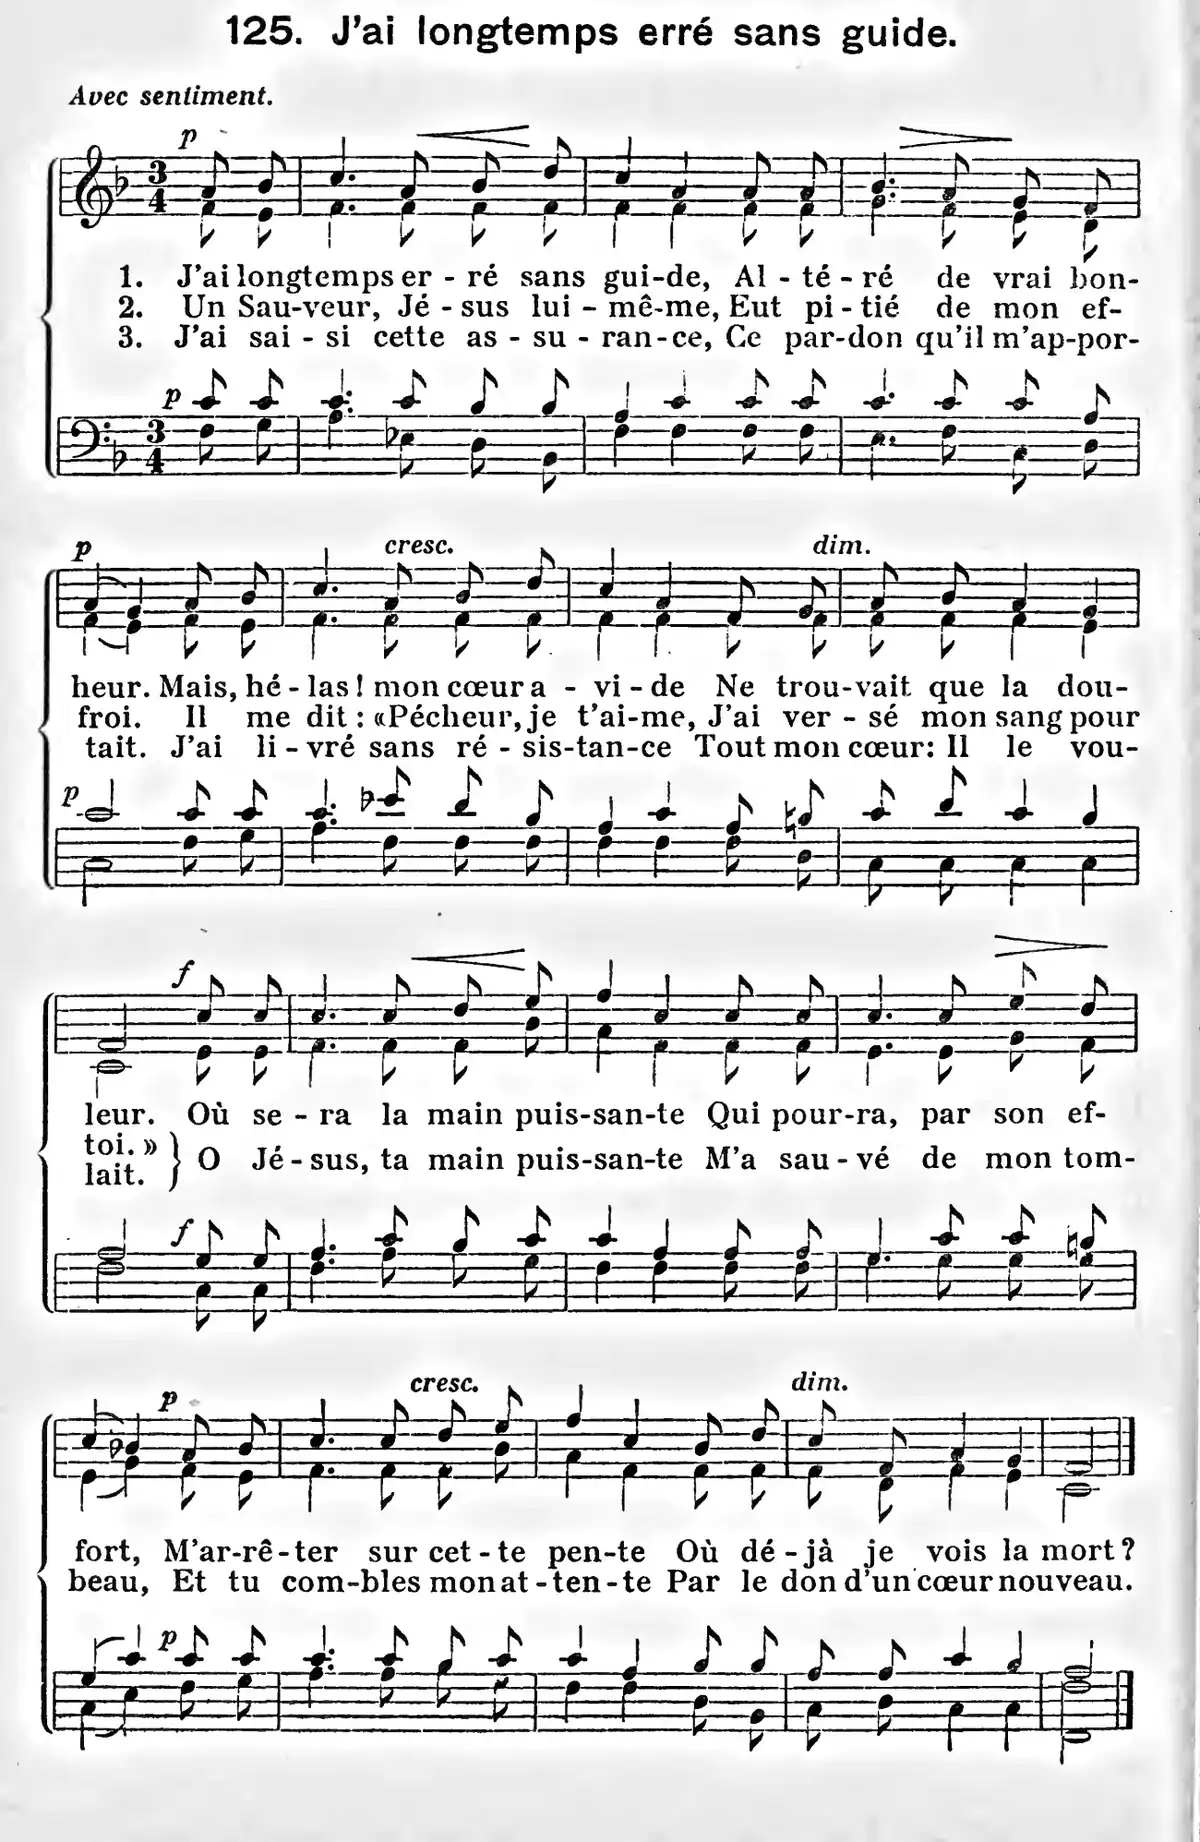 125. J'ai longtemps erré sans guide.
Avec sentiment.
p
1. J'ai longtemps er - ré sans gui-de, Al - té - ré de vrai bon-
2. Un Sau-veur, Jé - sus lui - mê-me, Eut pi - tié de mon ef-
3. J'ai sai - si cette as - su - ran-ce, Ce par-don qu'il m'ap-por-
p
p cresc. dim.
heur. Mais, hé - las! mon cœur a - vi - de Ne trou-vait que la dou-
froi. Il me dit: «Pécheur, je t'ai-me, J'ai ver - sé mon sang pour
tait. J'ai li - vré sans ré - sis-tan-ce Tout mon cœur: Il le vou-
p
f
leur. Où se - ra la main puis-san-te Qui pour-ra, par son ef-
toi.»
lait. } O Jé - sus, ta main puis-san-te M'a sau - vé de mon tom-
f
p cresc. dim.
fort, M'ar-rê-ter sur cet - te pen-te Où dé - jà je vois la mort?
beau, Et tu com-bles mon at - ten - te Par le don d'un cœur nouveau.
p